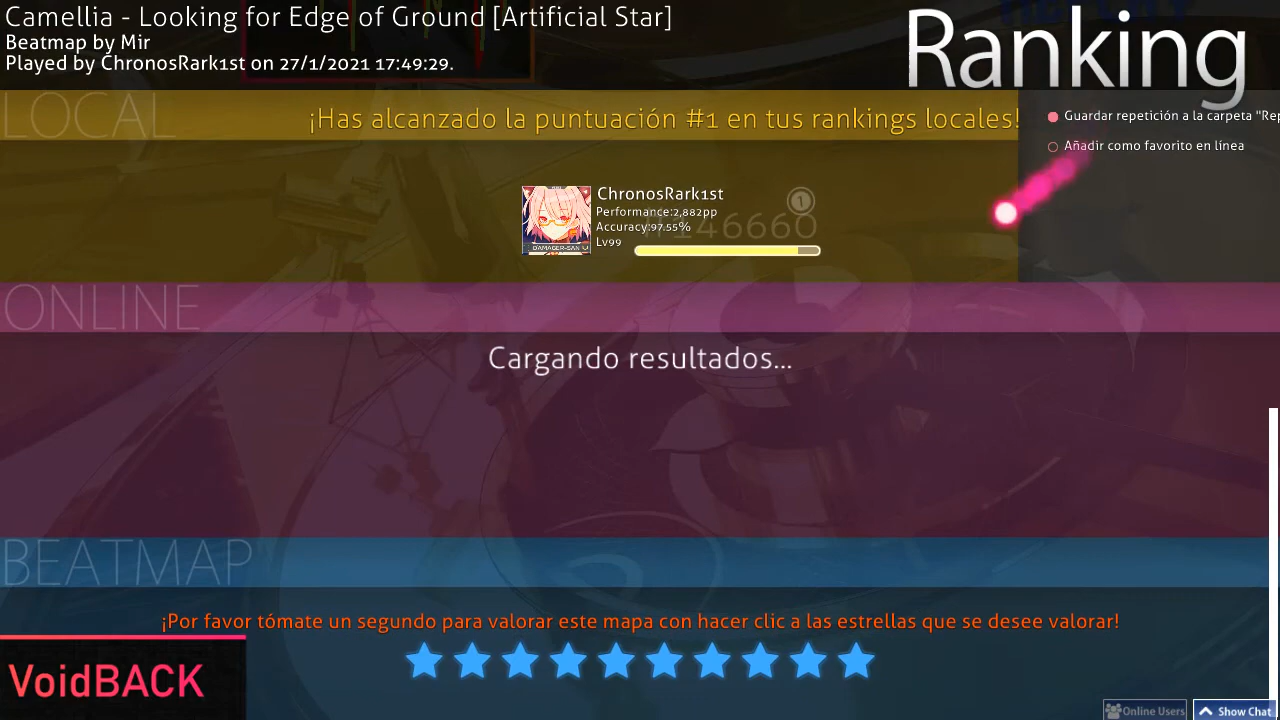 Camellia - Looking for Edge of Ground [Artificial Star]
Beatmap by Mir
Played by ChronosRark1st on 27/1/2021 17:49:29.
Ranking
LOCAL
¡Has alcanzado la puntuación #1 en tus rankings locales!
Guardar repetición a la carpeta "Rep
Añadir como favorito en línea
ChronosRark1st
Performance:2,882pp
Accuracy:97.55%
Lv99
1
146660
DAMAGER-SAN
ONLINE
Cargando resultados...
BEATMAP
¡Por favor tómate un segundo para valorar este mapa con hacer clic a las estrellas que se desee valorar!
VoidBACK
Online Users
Show Chat